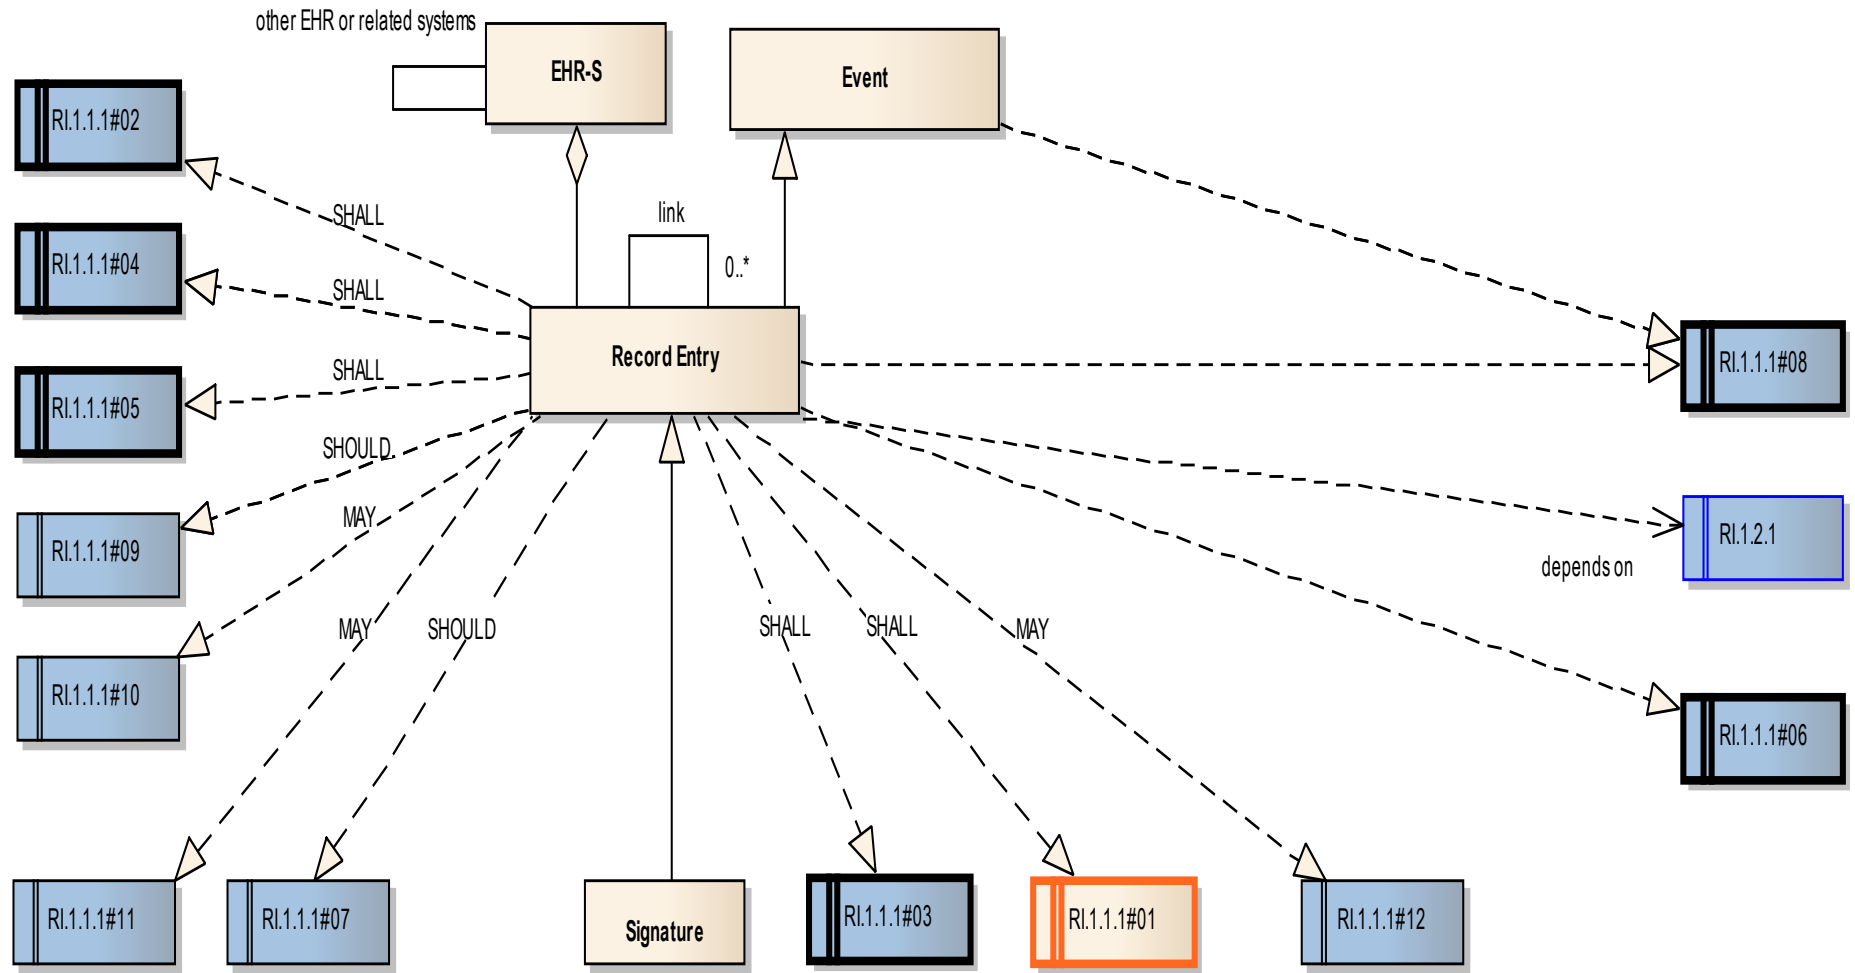 other EHR or related systems
EHR-S
Event
RI.1.1.1#02
link
SHALL
0..*
RI.1.1.1#04
SHALL
Record Entry
RI.1.1.1#08
SHALL
RI.1.1.1#05
SHOULD
MAY
RI.1.2.1
RI.1.1.1#09
depends on
MAY
SHOULD
SHALL
SHALL
MAY
RI.1.1.1#10
RI.1.1.1#06
RI.1.1.1#11
RI.1.1.1#07
Signature
RI.1.1.1#03
RI.1.1.1#01
RI.1.1.1#12